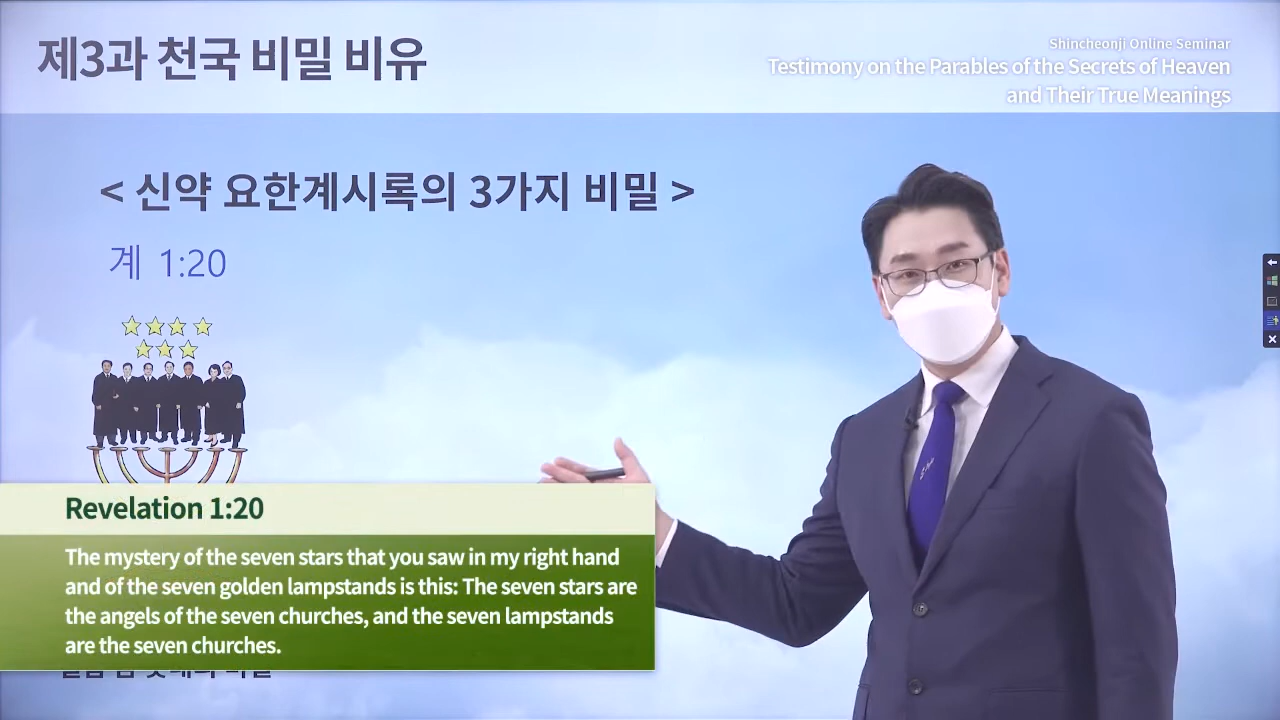 제3과 천국 비밀 비유
Shincheonji Online Seminar
Testimony on the Parables of the Secrets of Heaven
and Their True Meanings
< 신약 요한계시록의 3가지 비밀 >
계 1:20
Revelation 1:20
The mystery of the seven stars that you saw in my right hand
and of the seven golden lampstands is this: The seven stars are
the angels of the seven churches, and the seven lampstands
are the seven churches.